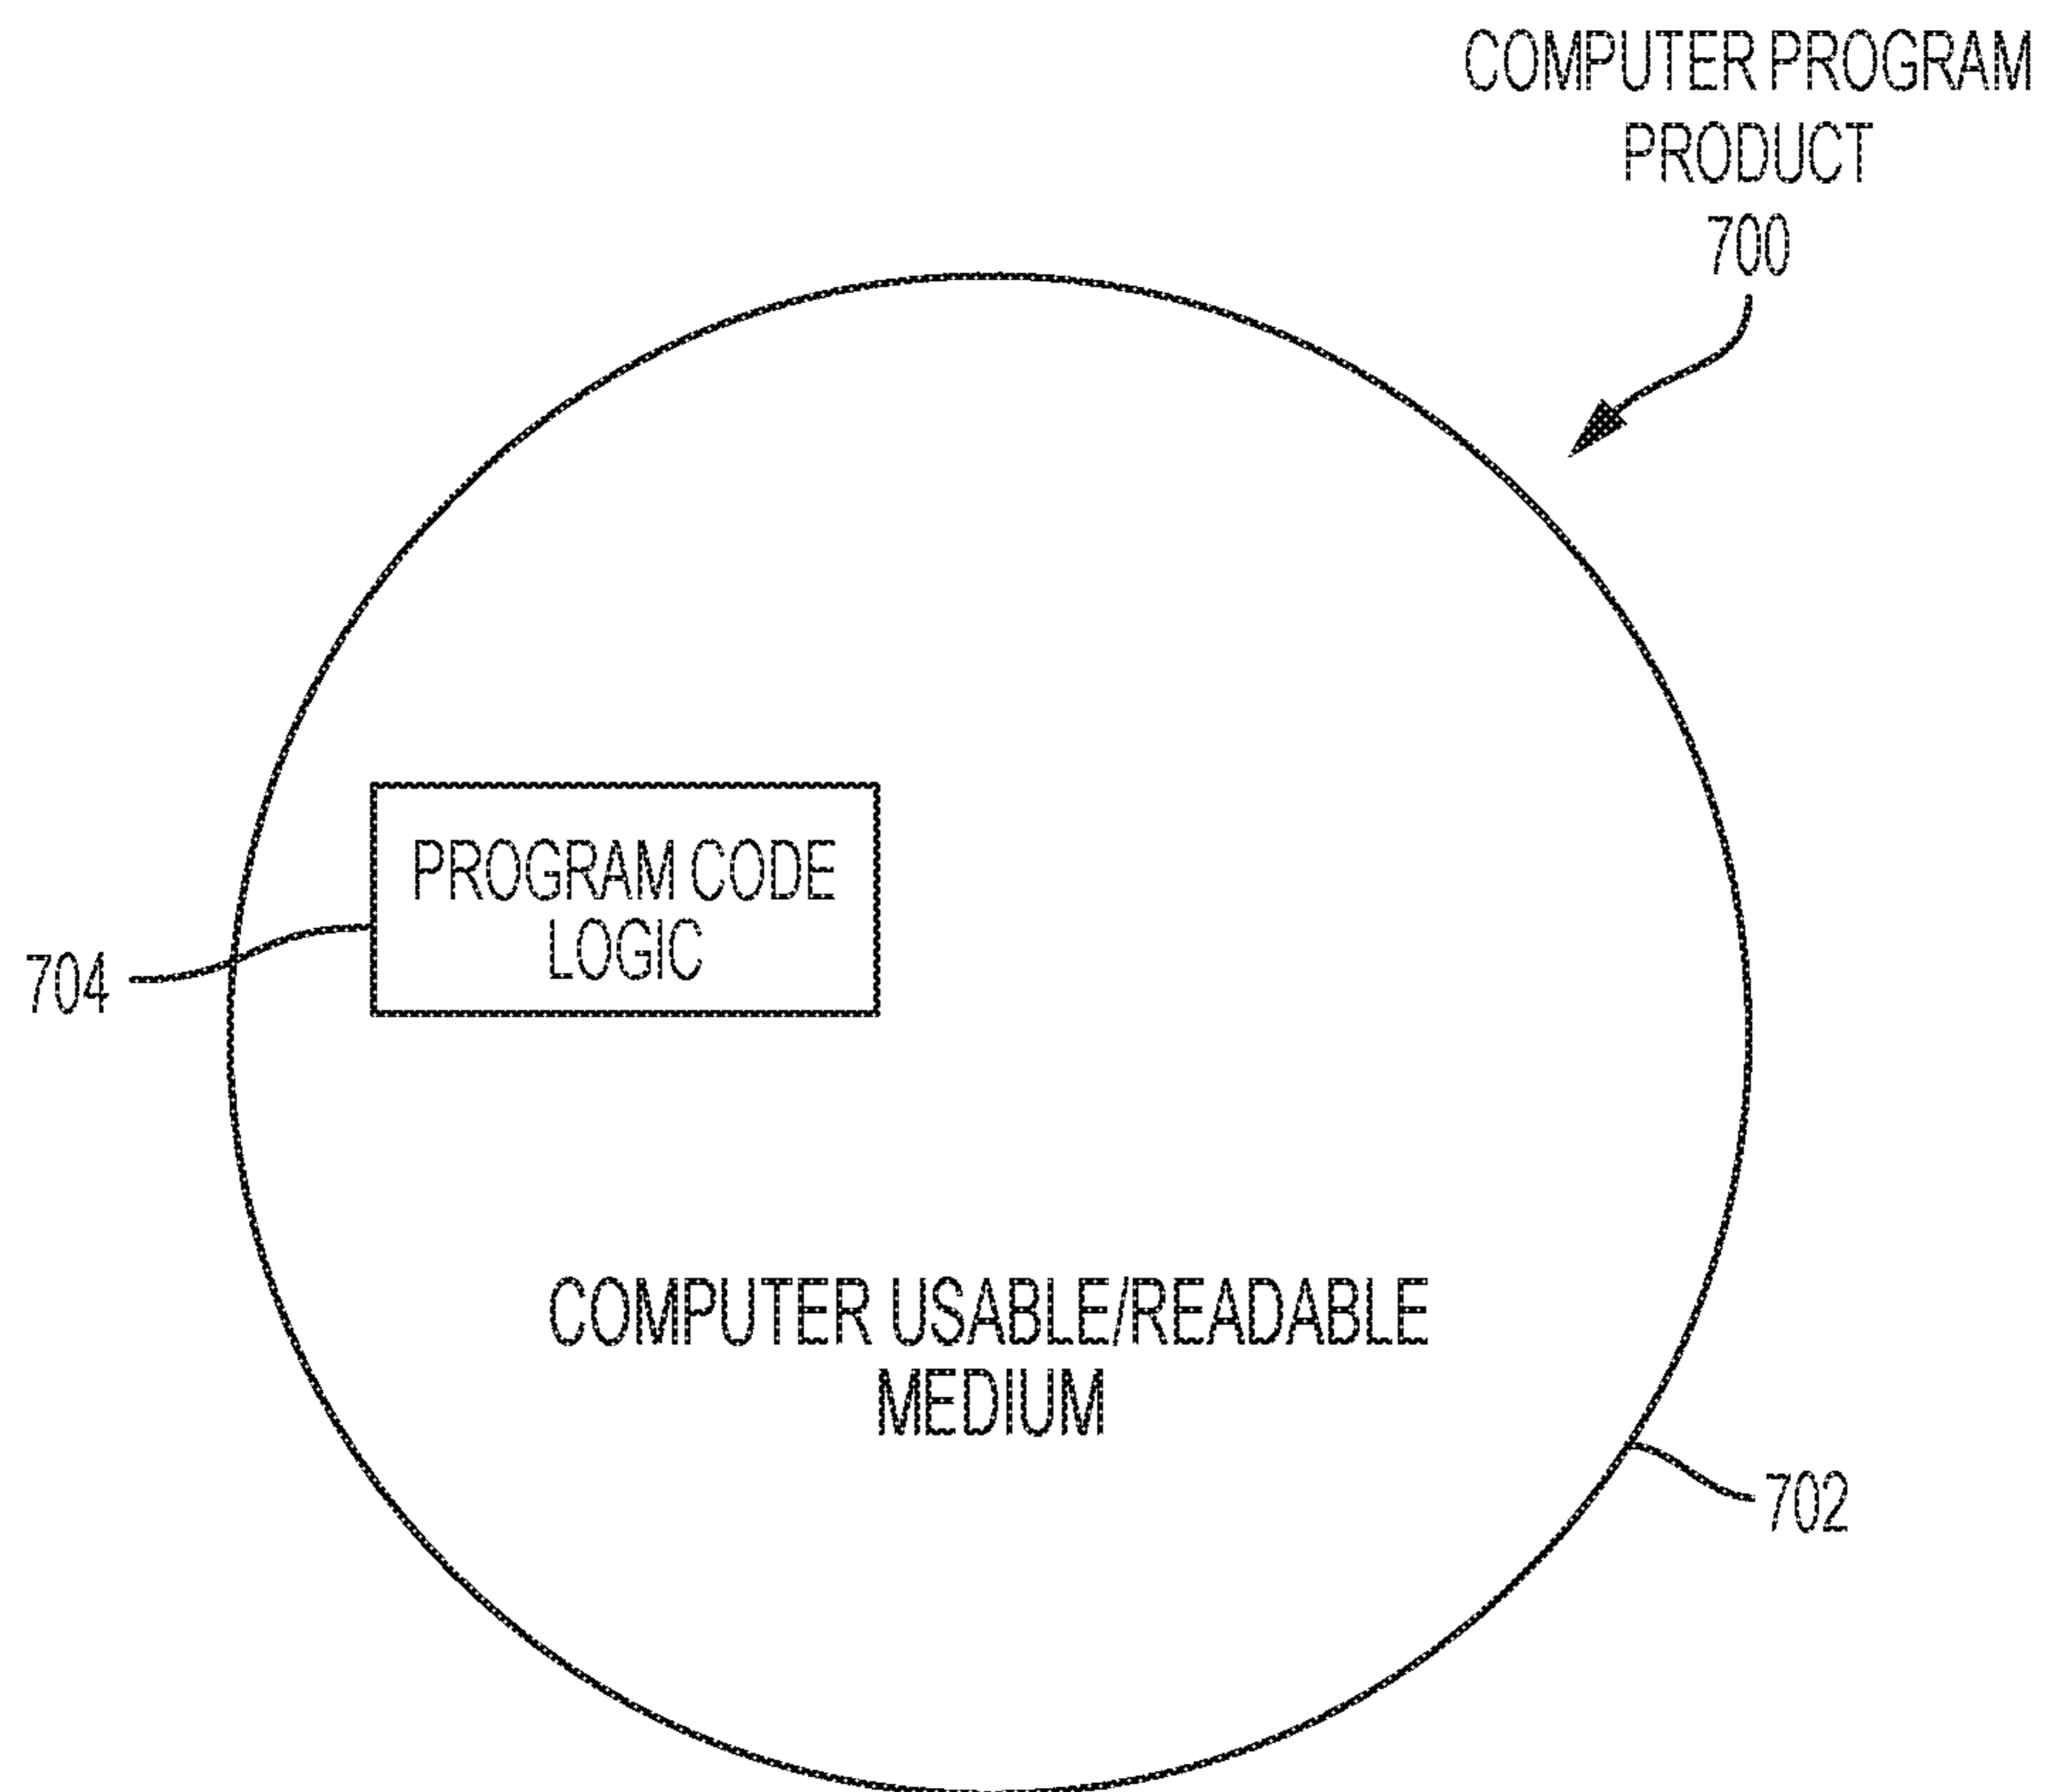 COMPUTER PROGRAM
PRODUCT
700
PROGRAM CODE
LOGIC
704
COMPUTER USABLE/READABLE
MEDIUM
702